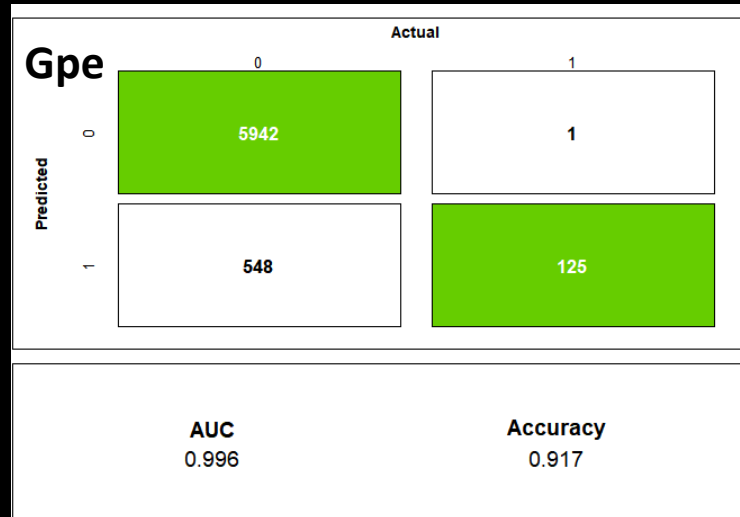 Actual
Gpe
0 1
Predicted
0 5942 1
1 548 125
AUC Accuracy
0.996 0.917